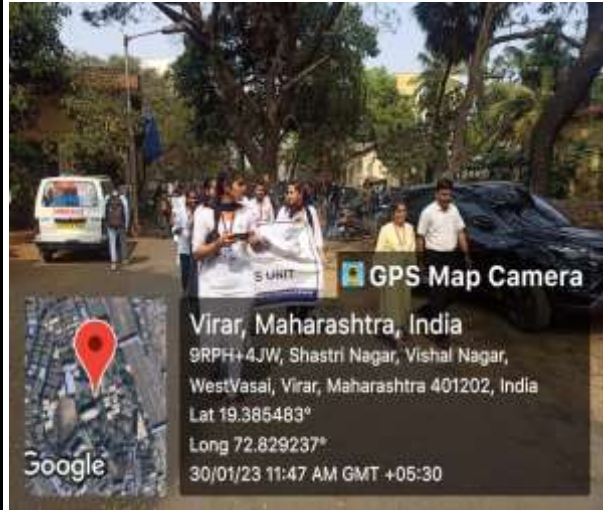 S UNIT
GPS Map Camera
Virar, Maharashtra, India
9RPH+4JW, Shastri Nagar, Vishal Nagar,
WestVasai, Virar, Maharashtra 401202, India
Lat 19.385483°
Long 72.829237°
30/01/23 11:47 AM GMT +05:30
Google